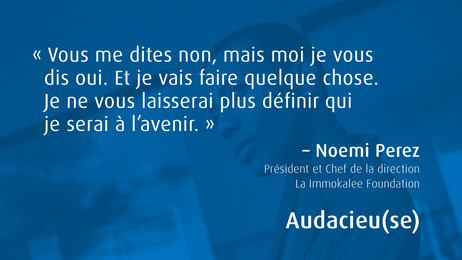 « Vous me dites non, mais moi je vous
dis oui. Et je vais faire quelque chose.
Je ne vous laisserai plus définir qui
je serai à l’avenir. »
– Noemi Perez
Président et Chef de la direction
La Immokalee Foundation
Audacieu(se)